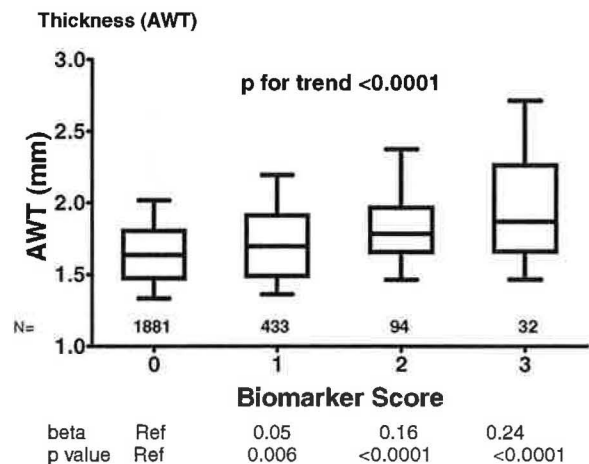 Thickness (AWT)
3.0
p for trend <0.0001
2.5
AWT (mm)
2.0
1.5
N= 1881 433 94 32
1.0
0 1 2 3
Biomarker Score
beta Ref 0.05 0.16 0.24
p value Ref 0.006 <0.0001 <0.0001